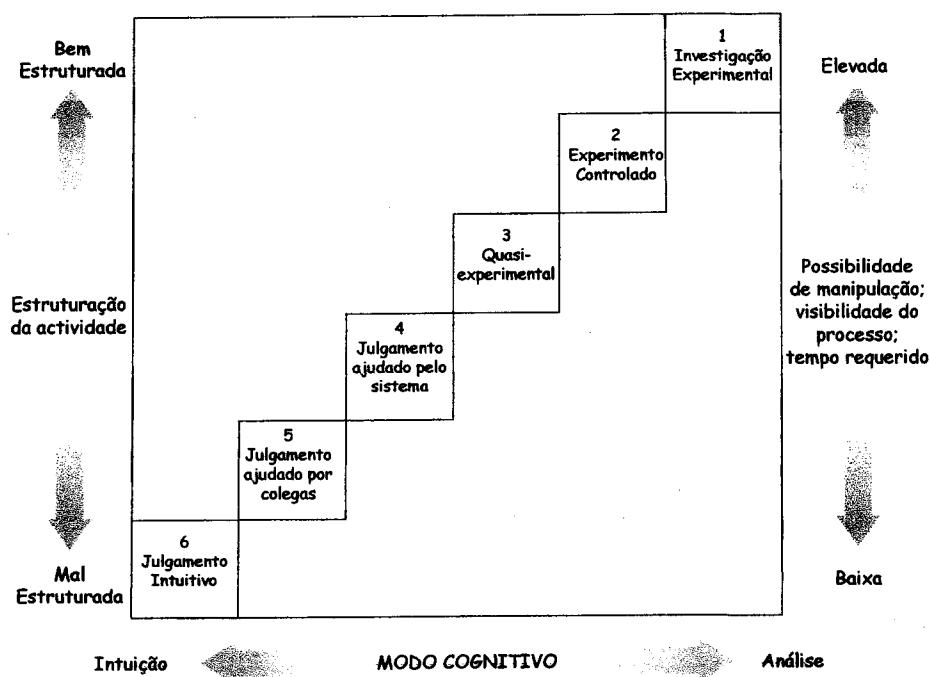 Bem
Estruturada
1
Investigação
Experimental
Elevada
2
Experimento
Controlado
3
Quasi-
experimental
Estruturação
da actividade
Possibilidade
de manipulação;
visibilidade do
processo;
tempo requerido
4
Julgamento
ajudado pelo
sistema
5
Julgamento
ajudado por
colegas
6
Julgamento
Intuitivo
Mal
Estruturada
Baixa
Intuição
MODO COGNITIVO
Análise